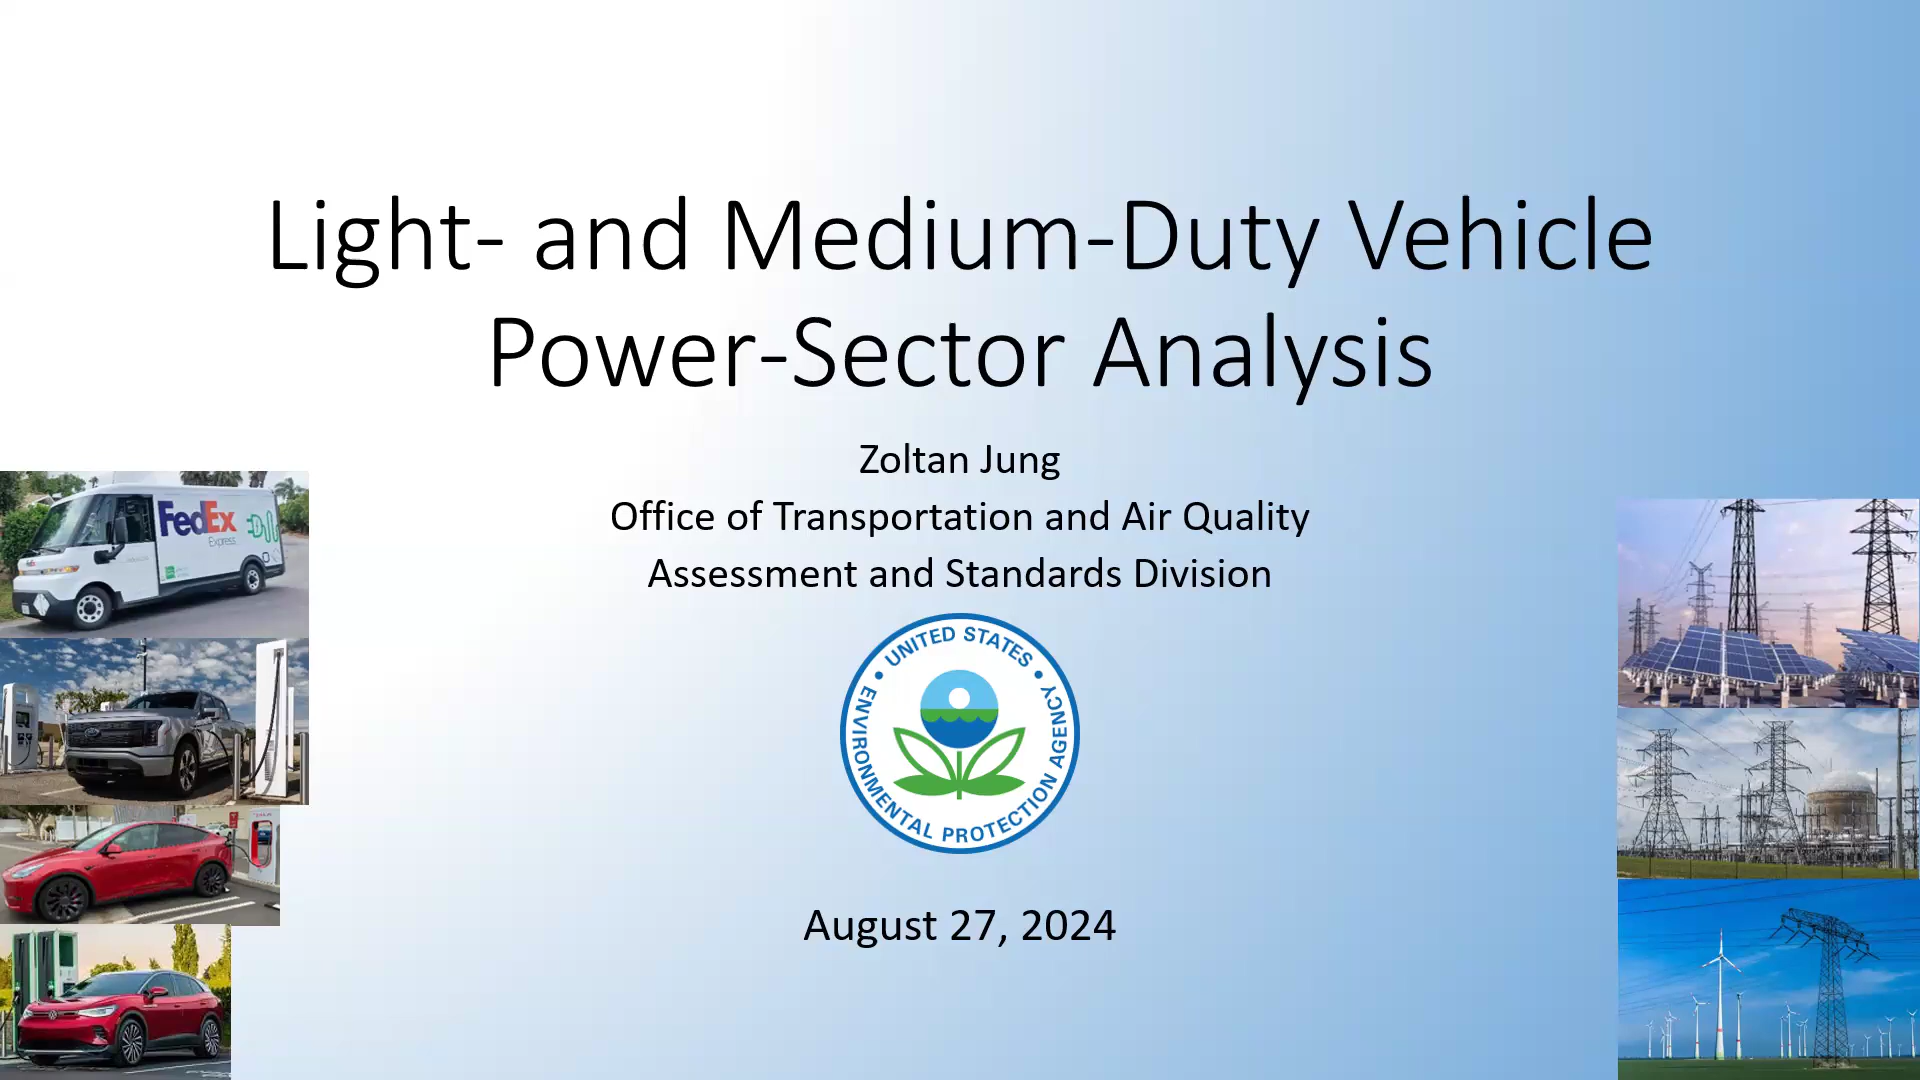 Light- and Medium-Duty Vehicle
Power-Sector Analysis
Zoltan Jung
Office of Transportation and Air Quality
Assessment and Standards Division
UNITED STATES
ENVIRONMENTAL PROTECTION AGENCY
August 27, 2024
FedEx
Express